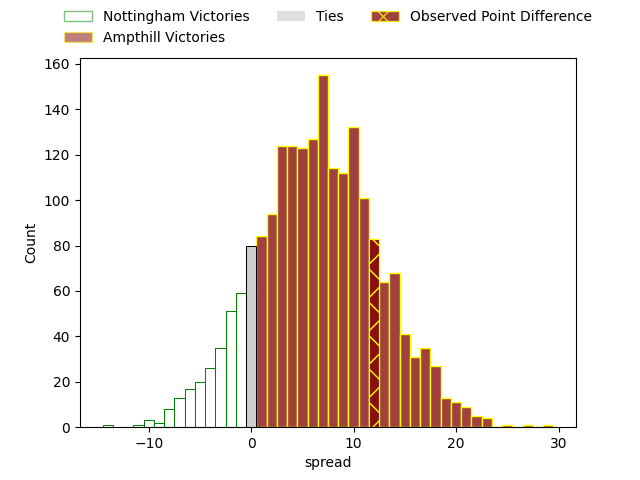 Nottingham Victories
Ties
Observed Point Difference
Ampthill Victories
160
140
120
100
80
60
40
20
0
Count
−10
0
10
20
30
spread